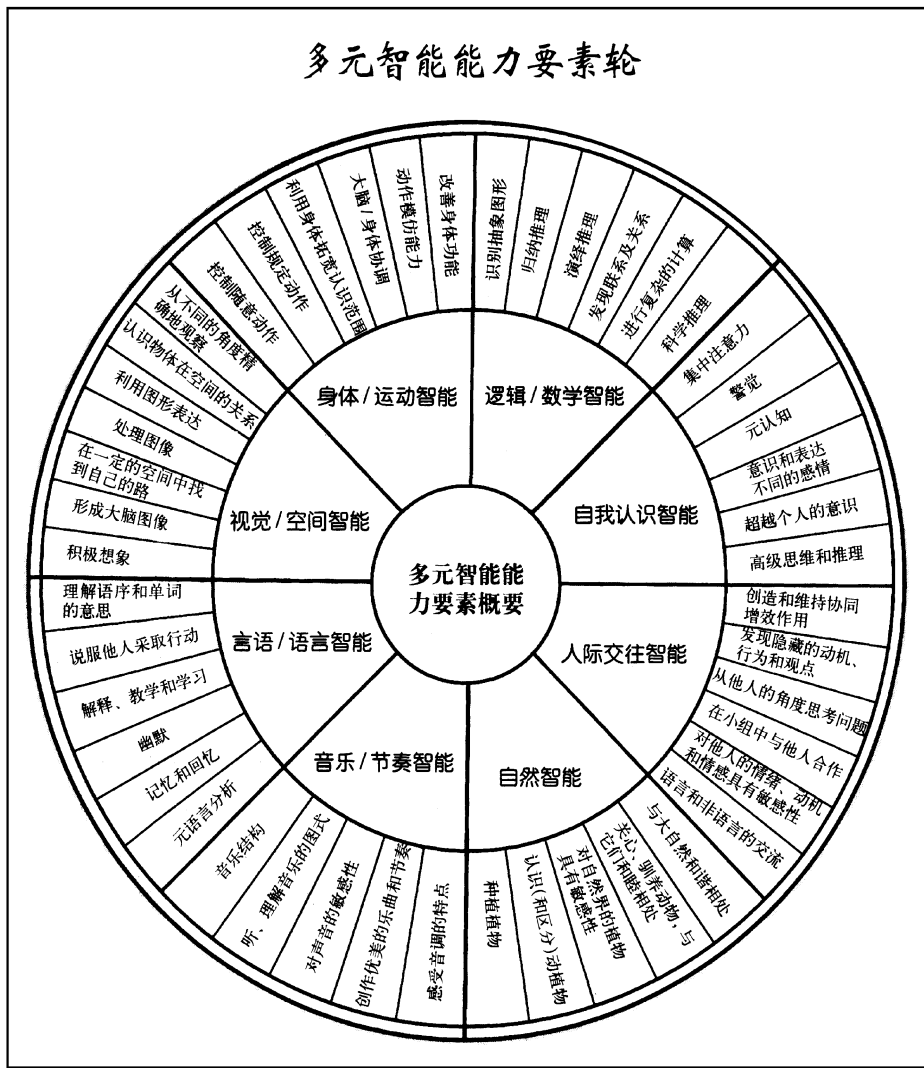 多元智能能力要素轮
多元智能能
力要素概要
逻辑/数学智能
识别抽象图形
归纳推理
演绎推理
发现联系及关系
进行复杂的计算
科学推理
自我认识智能
集中注意力
警觉
元认知
意识和表达
不同的感情
超越个人的意识
高级思维和推理
人际交往智能
创造和维持协同
增效作用
发现隐藏的动机、
行为和观点
从他人的角度思考问题
在小组中与他人合作
对他人的情绪、动机
和情感具有敏感性
语言和非语言的交流
自然智能
与大自然和谐相处
关心、驯养动物，与
它们和睦相处
对自然界的植物
具有敏感性
认识(和区分)动植物
种植植物
音乐/节奏智能
感受音调的特点
创作优美的乐曲和节奏
对声音的敏感性
听、理解音乐的图式
音乐结构
言语/语言智能
元语言分析
记忆和回忆
幽默
解释、教学和学习
说服他人采取行动
理解语序和单词
的意思
视觉/空间智能
积极想象
形成大脑图像
在一定的空间中找
到自己的路
处理图像
利用图形表达
认识物体在空间的关系
从不同的角度精
确地观察
身体/运动智能
控制随意动作
控制规定动作
利用身体拓宽认识范围
大脑/身体协调
动作模仿能力
改善身体功能